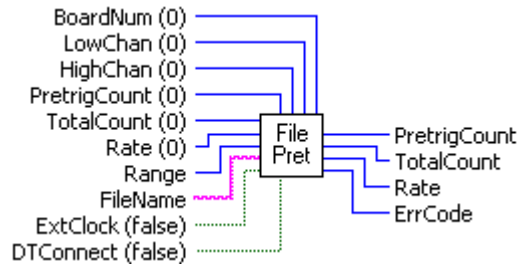 BoardNum (0)
LowChan (0)
HighChan (0)
PretrigCount (0)
TotalCount (0)
Rate (0)
Range
FileName
ExtClock (false)
DTConnect (false)
File
Pret
PretrigCount
TotalCount
Rate
ErrCode